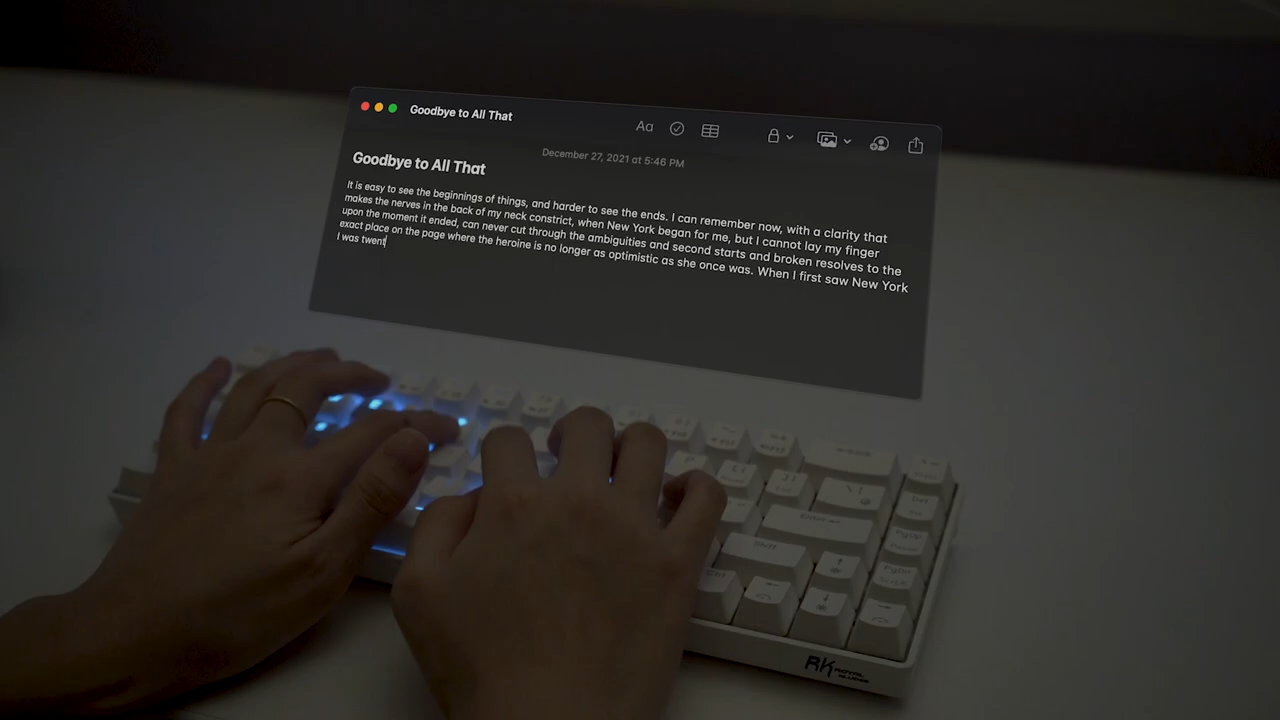 Goodbye to All That
Aa
December 27, 2021 at 5:46 PM
Goodbye to All That
It is easy to see the beginnings of things, and harder to see the ends. I can remember now, with a clarity that
makes the nerves in the back of my neck constrict, when New York began for me, but I cannot lay my finger
upon the moment it ended, can never cut through the ambiguities and second starts and broken resolves to the
exact place on the page where the heroine is no longer as optimistic as she once was. When I first saw New York
I was twent
Shift
PgUp
PgDn
Ctrl
RK ROYAL